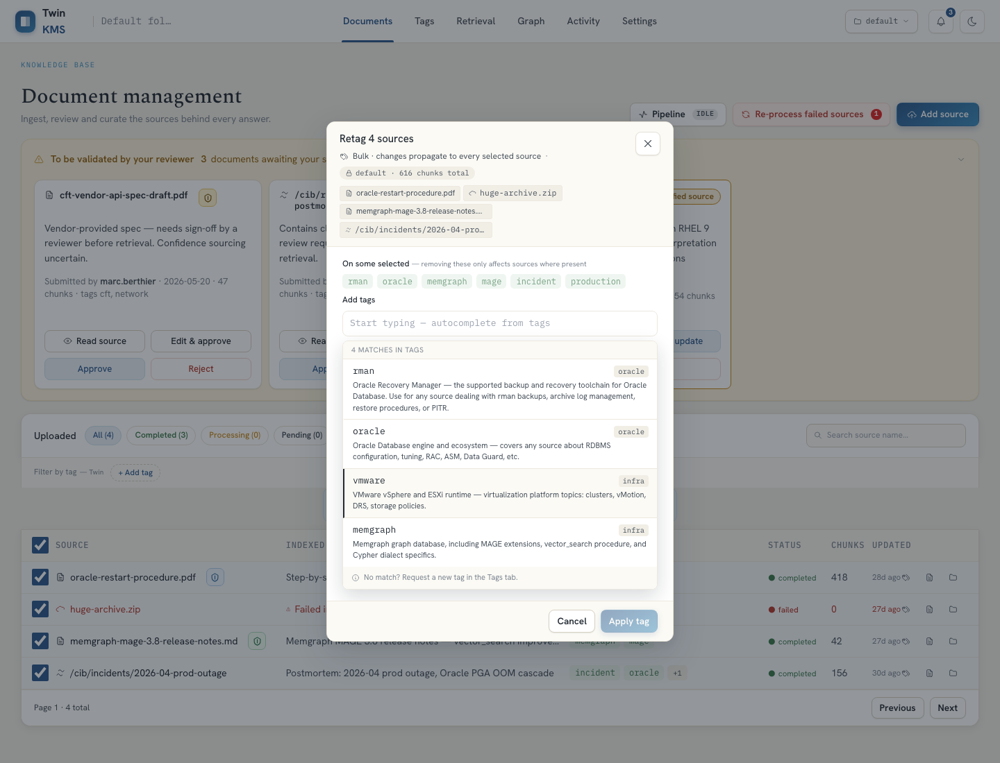 Twin
KMS
Default fol…
Documents
Tags
Retrieval
Graph
Activity
Settings
default
3
KNOWLEDGE BASE
Document management
Ingest, review and curate the sources behind every answer.
Pipeline IDLE
Re-process failed sources 1
Add source
To be validated by your reviewer 3 documents awaiting your s
cft-vendor-api-spec-draft.pdf
Vendor-provided spec — needs sign-off by a
reviewer before retrieval. Confidence sourcing
uncertain.
Submitted by marc.berthier · 2026-05-20 · 47
chunks · tags cft, network
Read source
Edit & approve
Approve
Reject
/cib/r
postmo
Contains cl
review requ
retrieval.
Submitted b
chunks · tag
Rea
App
fied source
n RHEL 9
rpretation
ons
54 chunks
update
Retag 4 sources
Bulk · changes propagate to every selected source ·
default · 616 chunks total
oracle-restart-procedure.pdf
huge-archive.zip
memgraph-mage-3.8-release-notes.…
/cib/incidents/2026-04-pro…
On some selected — removing these only affects sources where present
rman oracle memgraph mage incident production
Add tags
Start typing — autocomplete from tags
4 MATCHES IN TAGS
rman oracle
Oracle Recovery Manager — the supported backup and recovery toolchain for Oracle
Database. Use for any source dealing with rman backups, archive log management,
restore procedures, or PITR.
oracle oracle
Oracle Database engine and ecosystem — covers any source about RDBMS
configuration, tuning, RAC, ASM, Data Guard, etc.
vmware infra
VMware vSphere and ESXi runtime — virtualization platform topics: clusters, vMotion,
DRS, storage policies.
memgraph infra
Memgraph graph database, including MAGE extensions, vector_search procedure, and
Cypher dialect specifics.
No match? Request a new tag in the Tags tab.
Cancel
Apply tag
Uploaded
All (4)
Completed (3)
Processing (0)
Pending (0)
Search source name…
Filter by tag — Twin
+ Add tag
SOURCE INDEXED STATUS CHUNKS UPDATED
oracle-restart-procedure.pdf Step-by-s completed 418 28d ago
huge-archive.zip Failed i failed 0 27d ago
memgraph-mage-3.8-release-notes.md Memgraph MAGE 3.8 release notes — vector_search improve… memgraph mage completed 42 27d ago
/cib/incidents/2026-04-prod-outage Postmortem: 2026-04 prod outage, Oracle PGA OOM cascade incident oracle +1 completed 156 30d ago
Page 1 · 4 total
Previous
Next